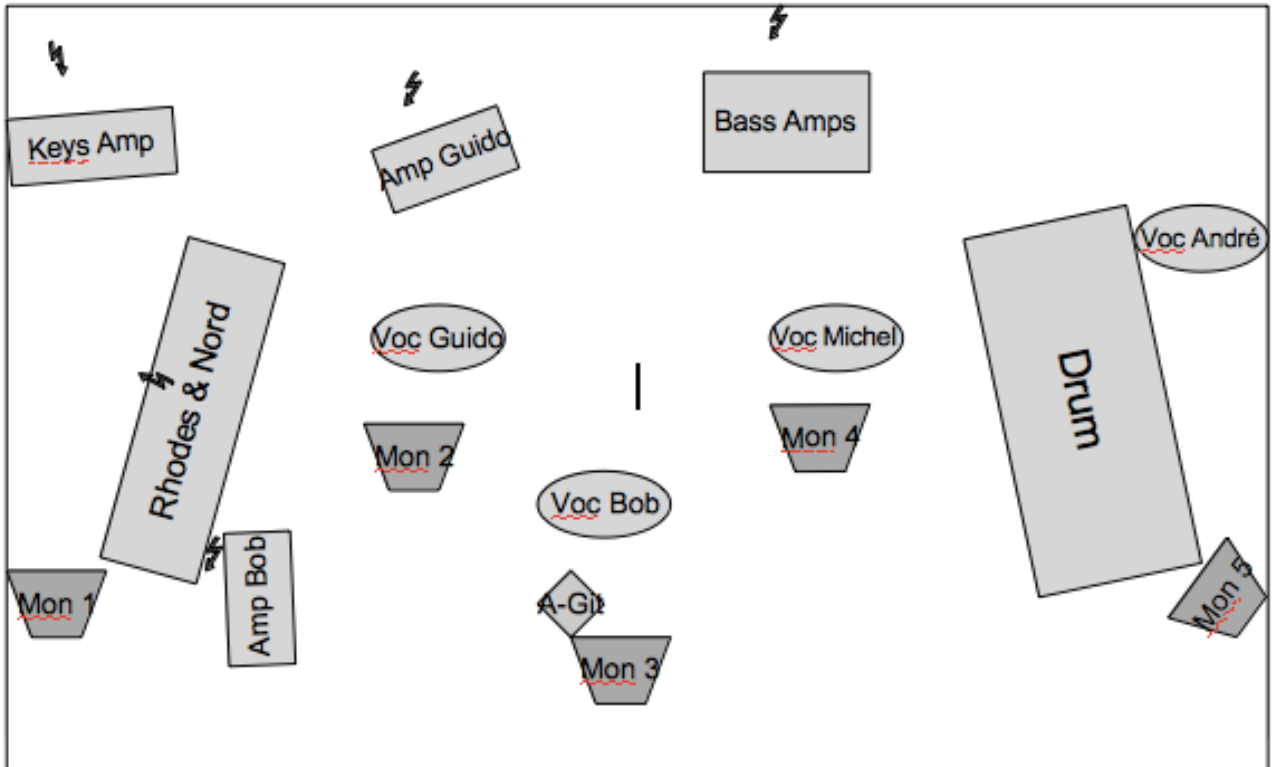 Keys Amp
Amp Guido
Bass Amps
Voc André
Rhodes & Nord
Voc Guido
Voc Michel
Drum
Mon 2
Mon 4
Voc Bob
Mon 1
Amp Bob
A-Git
Mon 3
Mon 5